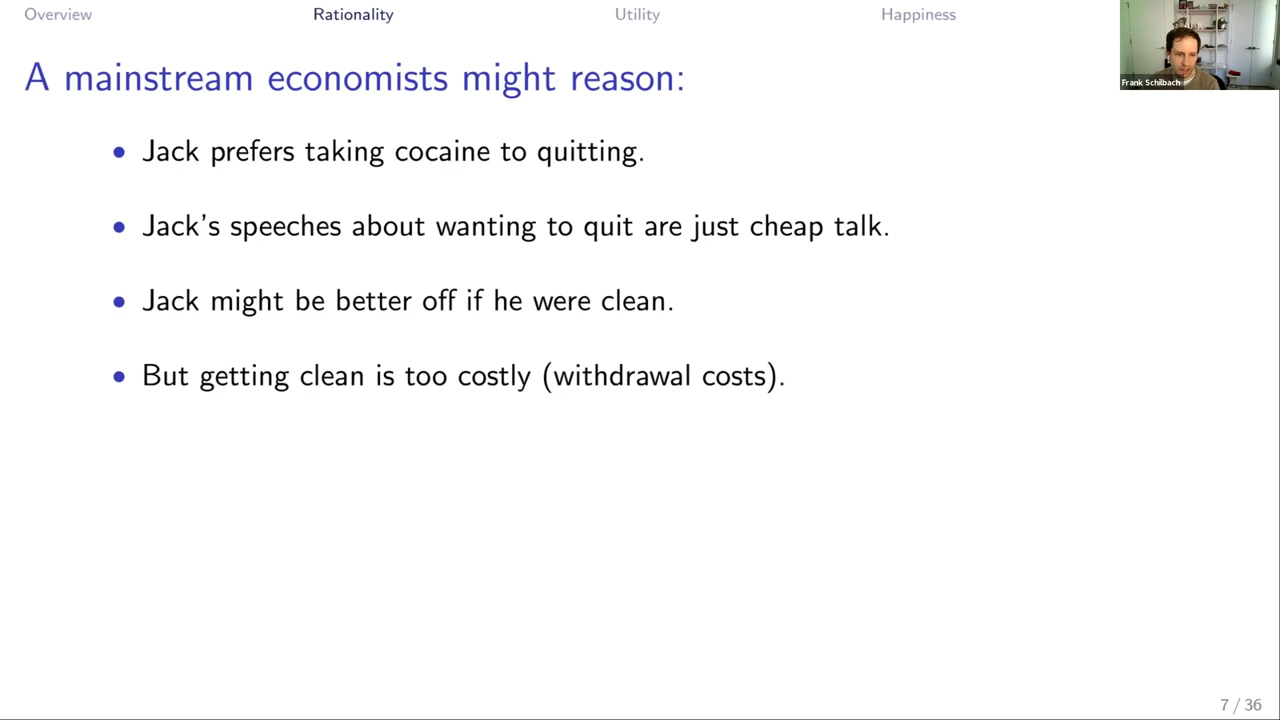 Overview Rationality Utility Happiness
A mainstream economists might reason:
• Jack prefers taking cocaine to quitting.
• Jack's speeches about wanting to quit are just cheap talk.
• Jack might be better off if he were clean.
• But getting clean is too costly (withdrawal costs).
Frank Schilbach
7 / 36